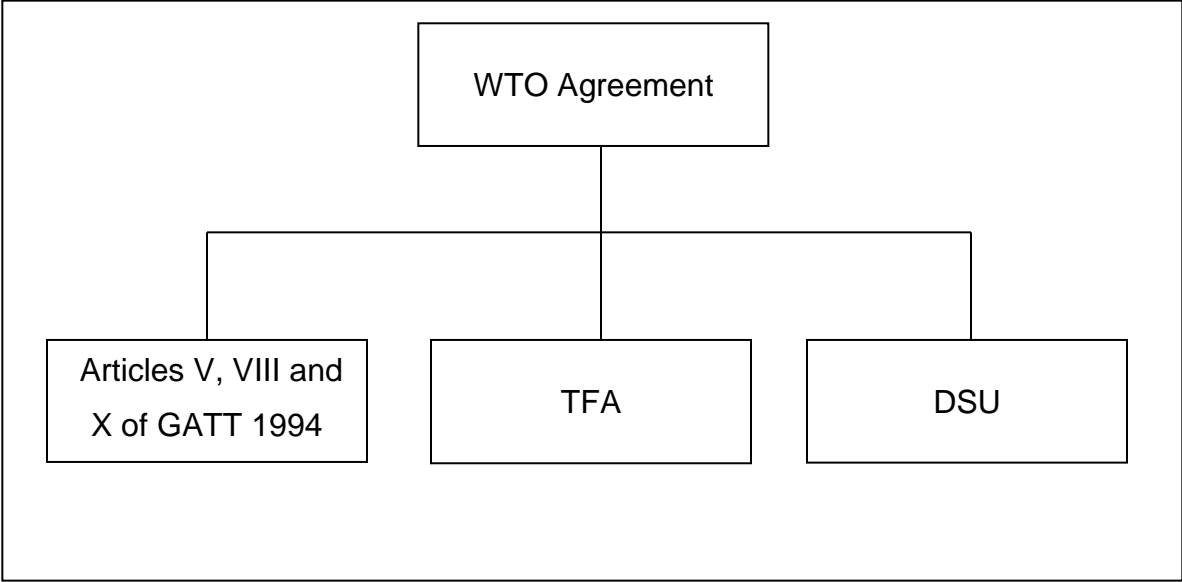 WTO Agreement
Articles V, VIII and
X of GATT 1994
TFA
DSU